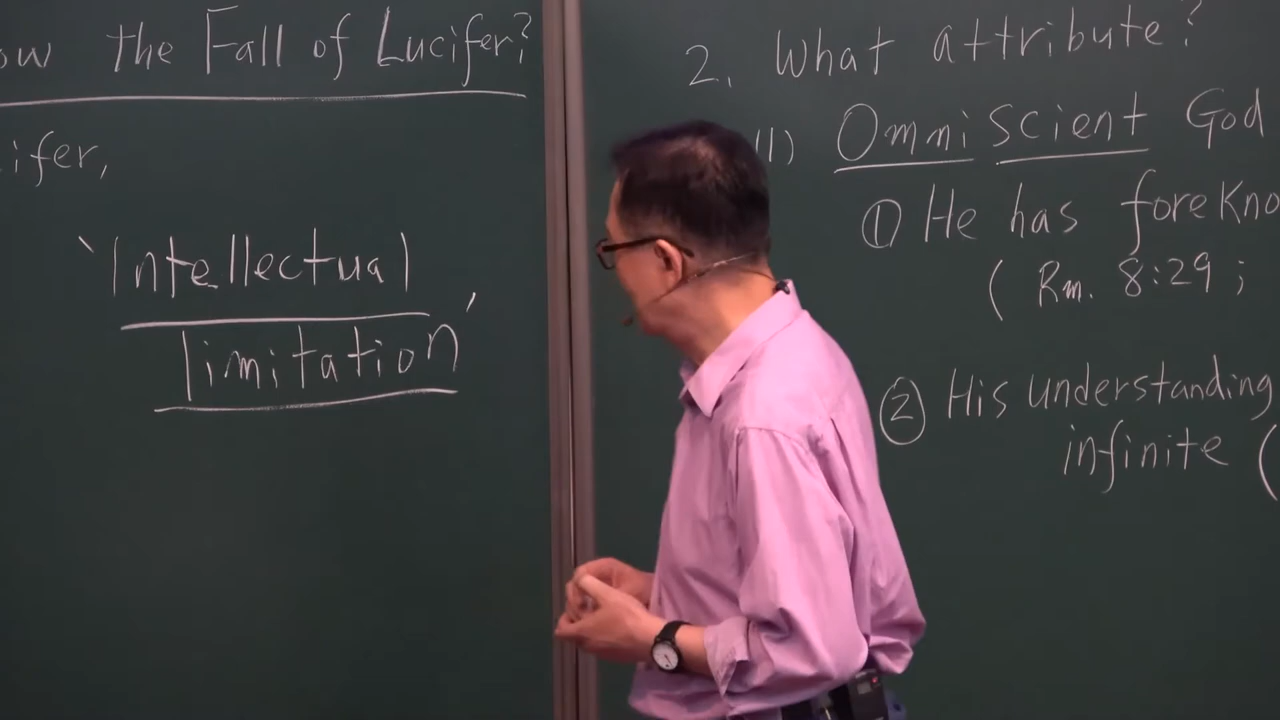 ow the Fall of Lucifer?
ifer,
`Intellectual
limitation'
2. What attribute?
(1) Omniscient God
① He has foreKno
( Rm. 8:29 ;
② His understanding
infinite (